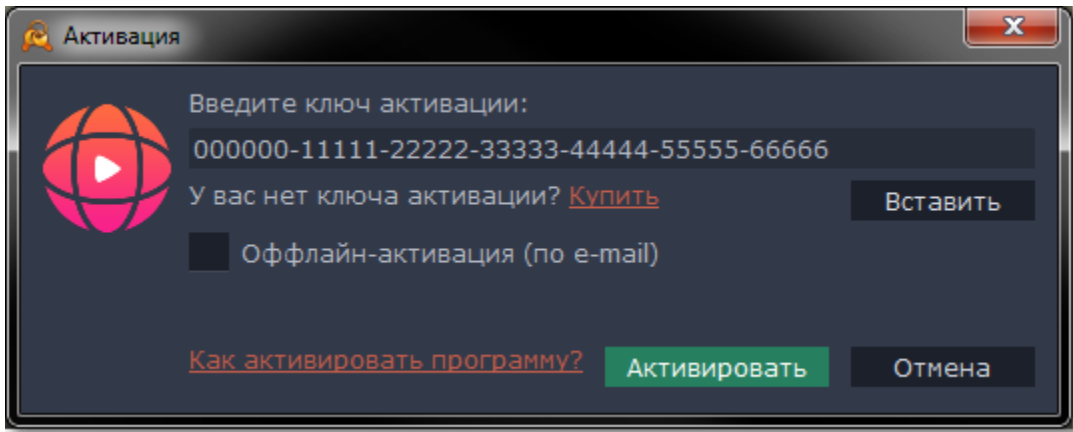 Активация
Введите ключ активации:
000000-11111-22222-33333-44444-55555-66666
У вас нет ключа активации? Купить
Вставить
Оффлайн-активация (по e-mail)
Как активировать программу?
Активировать
Отмена